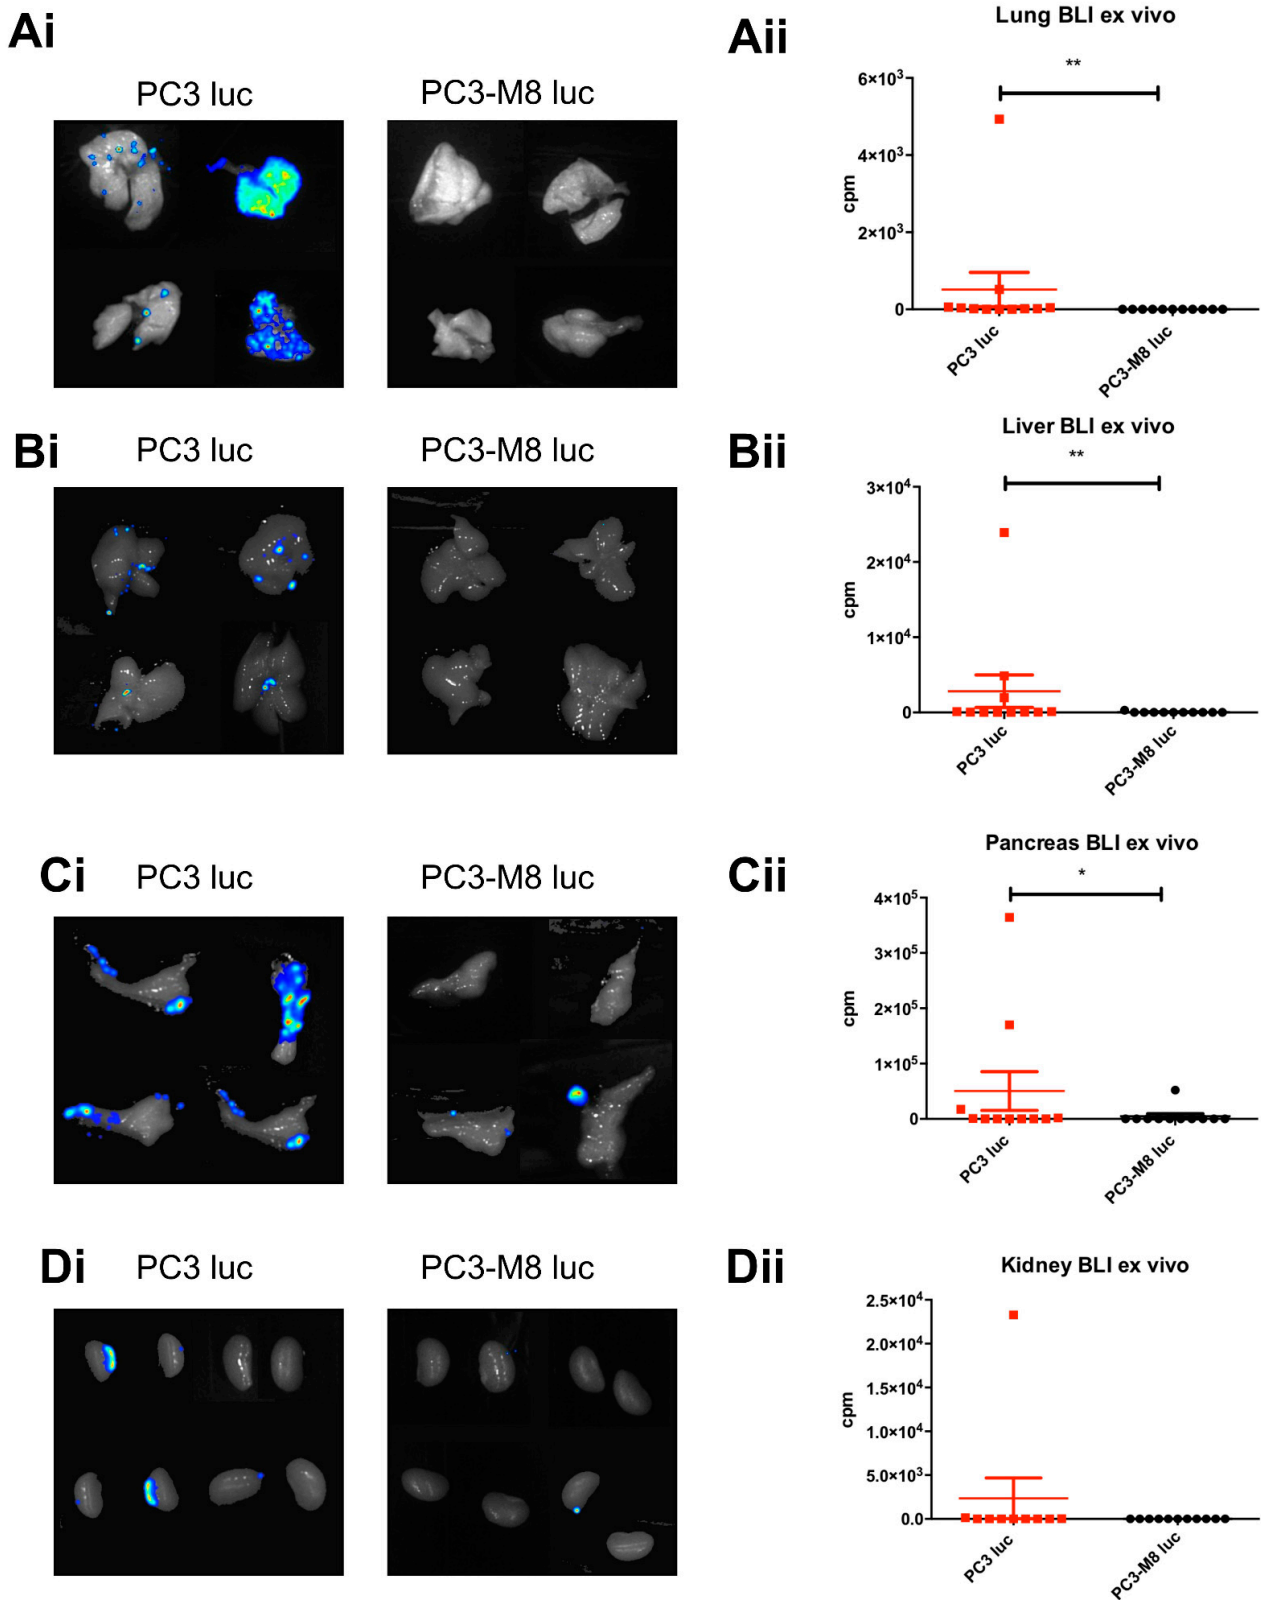 Ai
PC3 luc
PC3-M8 luc
Aii
Lung BLI ex vivo
**
6×10³
4×10³
2×10³
0
cpm
PC3 luc
PC3-M8 luc
Bi
PC3 luc
PC3-M8 luc
Bii
Liver BLI ex vivo
**
3×10⁴
2×10⁴
1×10⁴
0
cpm
PC3 luc
PC3-M8 luc
Ci
PC3 luc
PC3-M8 luc
Cii
Pancreas BLI ex vivo
*
4×10⁵
3×10⁵
2×10⁵
1×10⁵
0
cpm
PC3 luc
PC3-M8 luc
Di
PC3 luc
PC3-M8 luc
Dii
Kidney BLI ex vivo
2.5×10⁴
2.0×10⁴
1.5×10⁴
1.0×10⁴
5.0×10³
0.0
cpm
PC3 luc
PC3-M8 luc